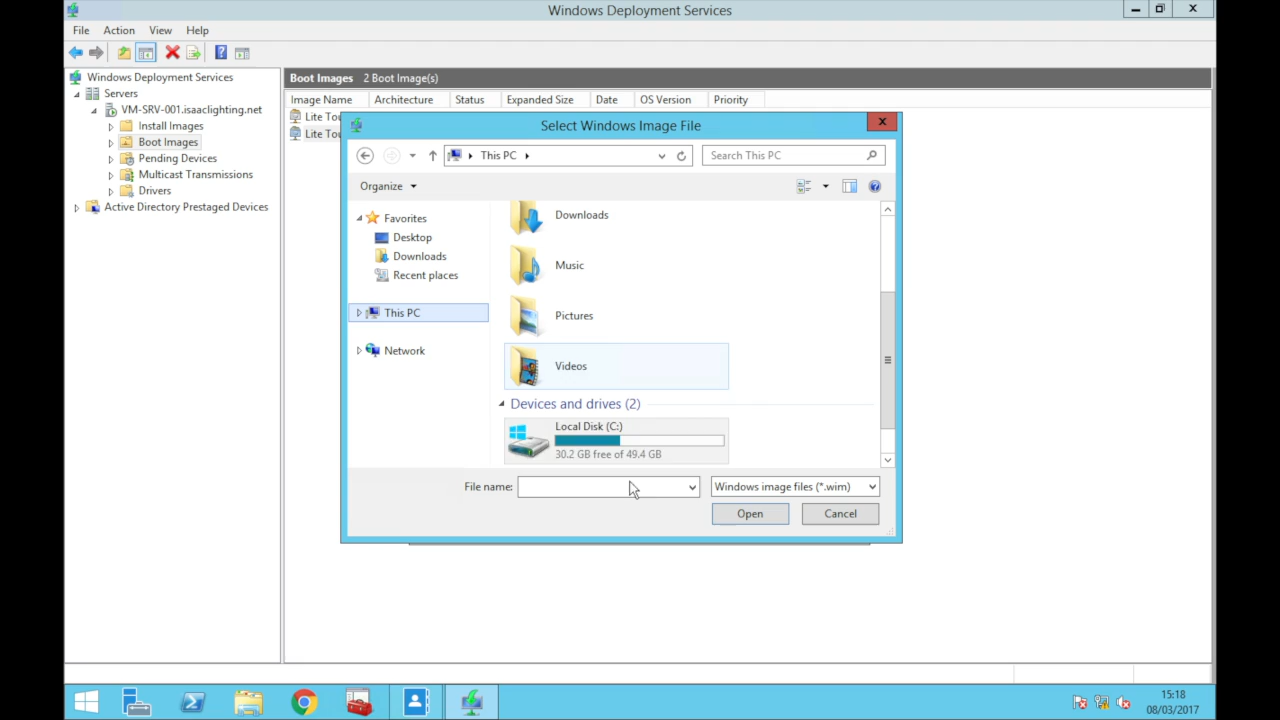 Windows Deployment Services
File Action View Help
Windows Deployment Services
Servers
VM-SRV-001.isaaclighting.net
Install Images
Boot Images
Pending Devices
Multicast Transmissions
Drivers
Active Directory Prestaged Devices
Boot Images 2 Boot Image(s)
Image Name Architecture Status Expanded Size Date OS Version Priority
Lite Tou
Lite Tou
Select Windows Image File
This PC
Search This PC
Organize
Favorites
Desktop
Downloads
Recent places
This PC
Network
Downloads
Music
Pictures
Videos
Devices and drives (2)
Local Disk (C:)
30.2 GB free of 49.4 GB
File name:
Windows image files (*.wim)
Open Cancel
15:18
08/03/2017